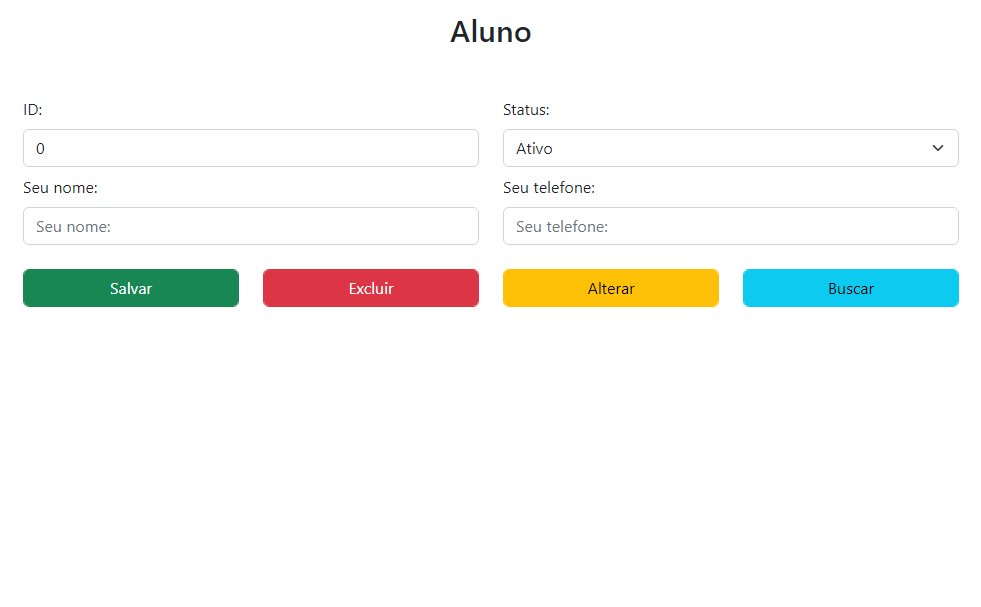 Aluno
ID:
Status:
0
Ativo
Seu nome:
Seu telefone:
Seu nome:
Seu telefone:
Salvar
Excluir
Alterar
Buscar